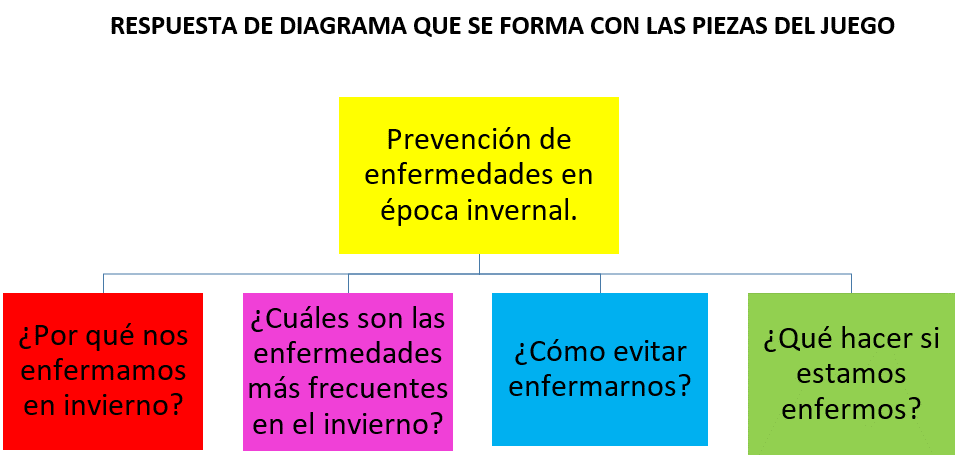 RESPUESTA DE DIAGRAMA QUE SE FORMA CON LAS PIEZAS DEL JUEGO
Prevención de
enfermedades en
época invernal.
¿Por qué nos
enfermamos
en invierno?
¿Cuáles son las
enfermedades
más frecuentes
en el invierno?
¿Cómo evitar
enfermarnos?
¿Qué hacer si
estamos
enfermos?